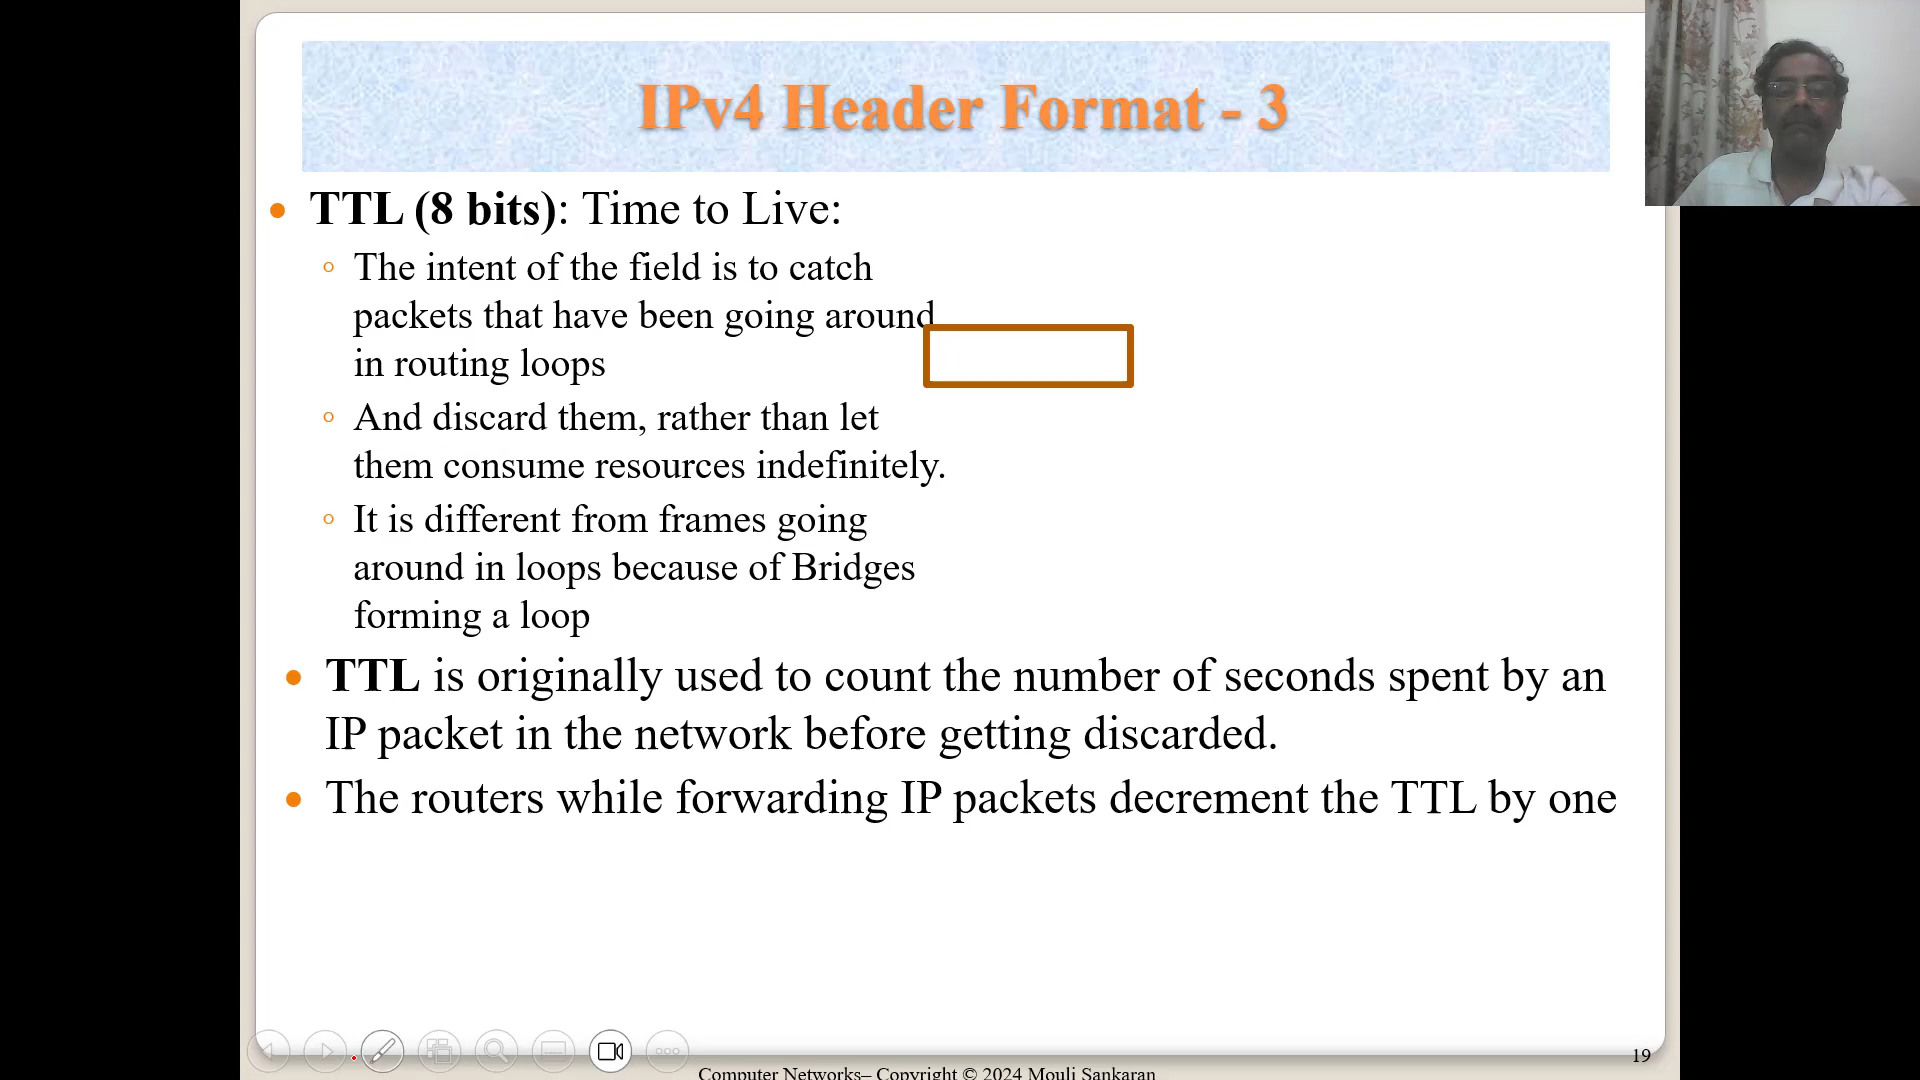 IPv4 Header Format - 3
TTL (8 bits): Time to Live:
The intent of the field is to catch
packets that have been going around
in routing loops
And discard them, rather than let
them consume resources indefinitely.
It is different from frames going
around in loops because of Bridges
forming a loop
TTL is originally used to count the number of seconds spent by an
IP packet in the network before getting discarded.
The routers while forwarding IP packets decrement the TTL by one
19
Computer Networks– Copyright © 2024 Mouli Sankaran